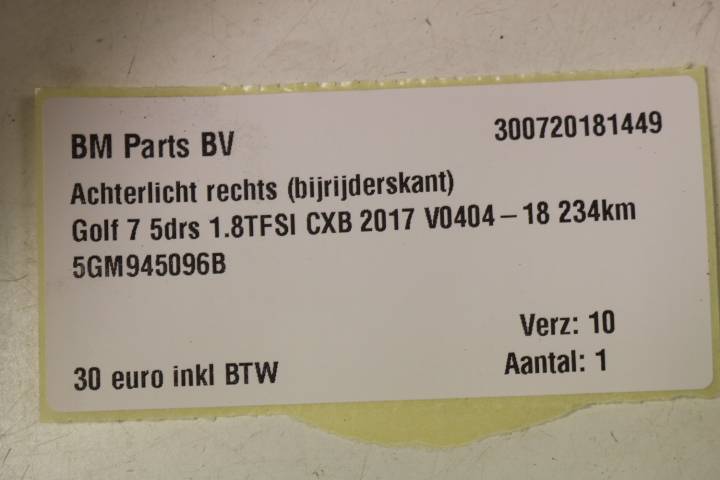 BM Parts BV 300720181449
Achterlicht rechts (bijrijderskant)
Golf 7 5drs 1.8TFSI CXB 2017 V0404 – 18 234km
5GM945096B
Verz: 10
30 euro inkl BTW Aantal: 1